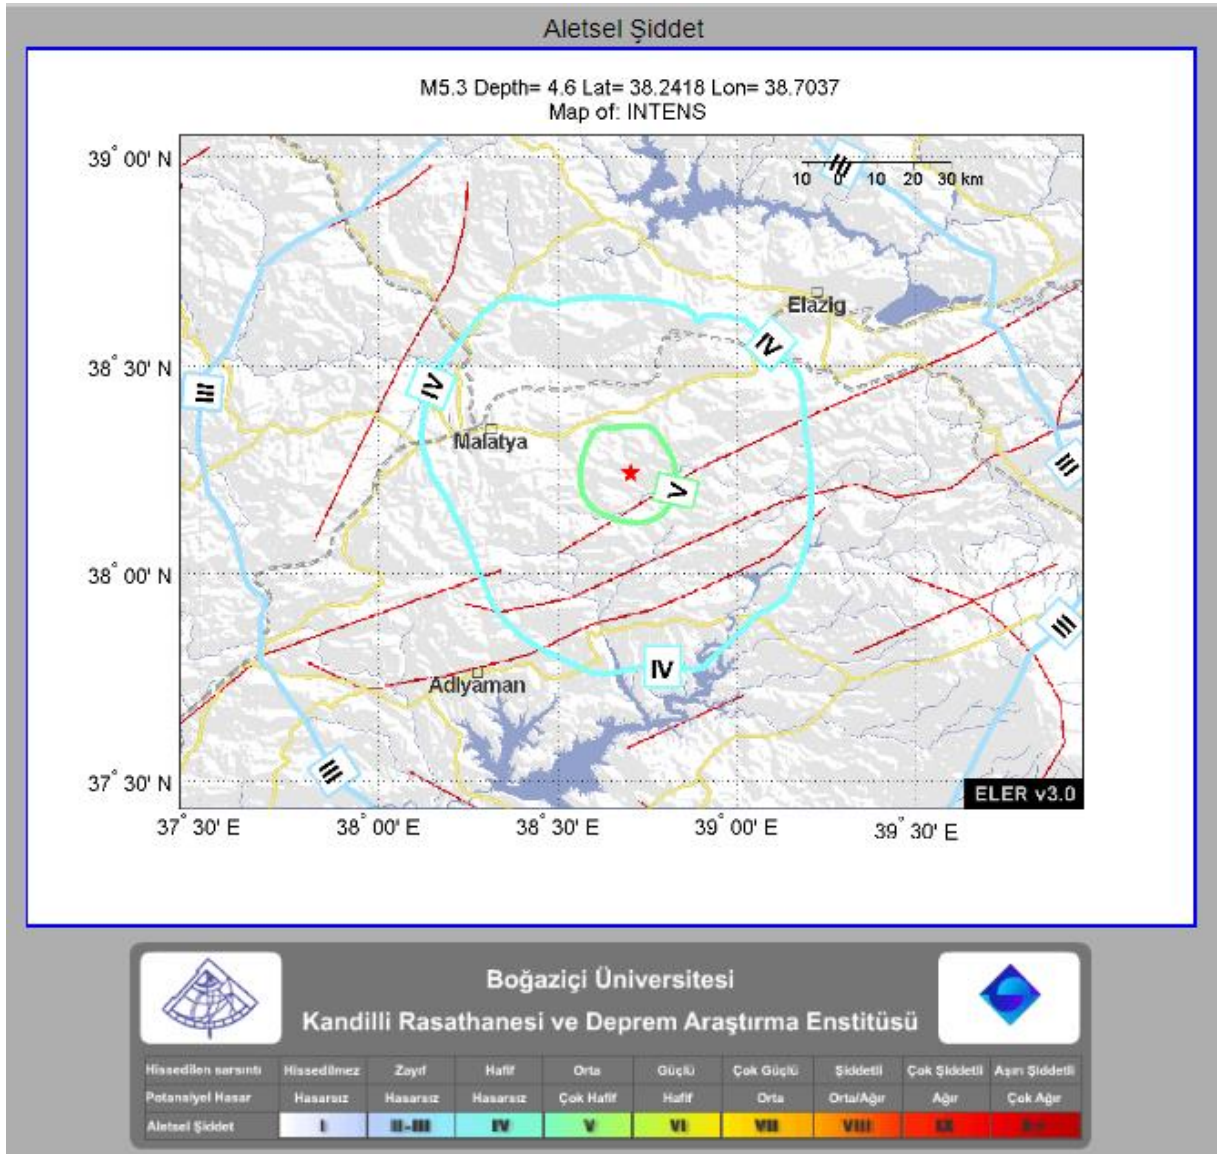 Aletsel Şiddet
M5.3 Depth= 4.6 Lat= 38.2418 Lon= 38.7037
Map of: INTENS
39° 00' N
III
10 0 10 20 30 km
Elazig
IV
38° 30' N
IV
III
Malatya
III
V
38° 00' N
III
IV
Adiyaman
III
37° 30' N
ELER v3.0
37° 30' E 38° 00' E 38° 30' E 39° 00' E 39° 30' E
Boğaziçi Üniversitesi
Kandilli Rasathanesi ve Deprem Araştırma Enstitüsü
Hissedilen sarsıntı Hissedilmez Zayıf Hafif Orta Güçlü Çok Güçlü Şiddetli Çok Şiddetli Aşırı Şiddetli
Potansiyel Hasar Hasarsız Hasarsız Hasarsız Çok Hafif Hafif Orta Orta/Ağır Ağır Çok Ağır
Aletsel Şiddet I II-III IV V VI VII VIII IX